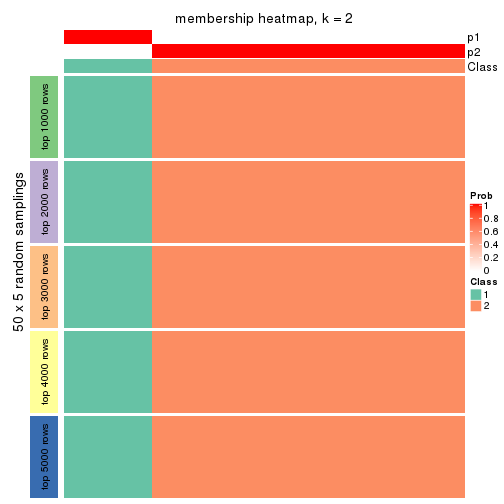 membership heatmap, k = 2
p1
p2
Class
50 x 5 random samplings
top 1000 rows
top 2000 rows
top 3000 rows
top 4000 rows
top 5000 rows
Prob
1
0.8
0.6
0.4
0.2
0
Class
1
2